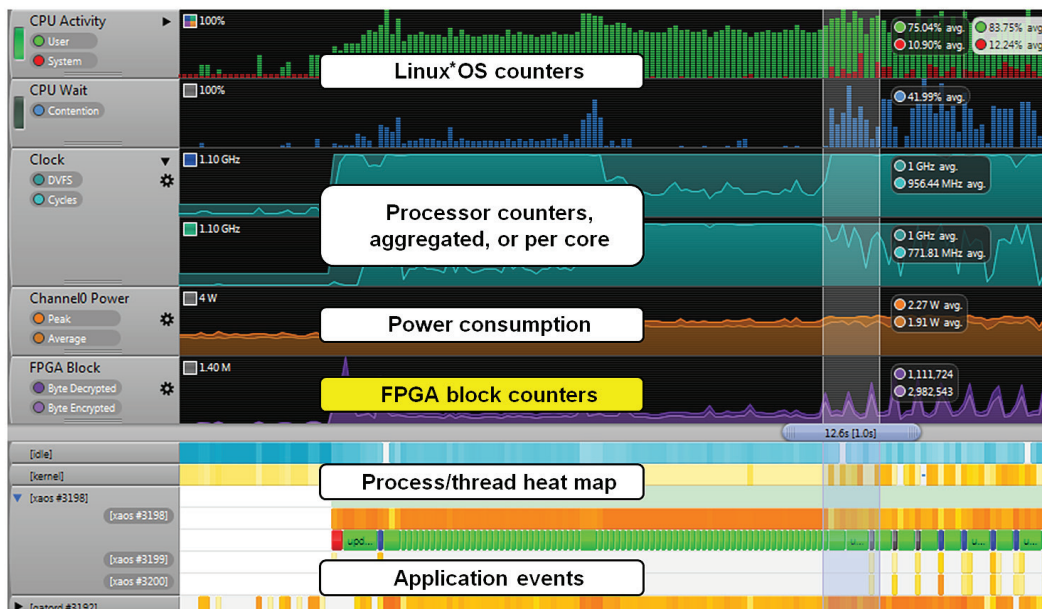 CPU Activity
100%
User
System
75.04% avg.
83.75% avg.
10.90% avg.
12.24% avg.
Linux*OS counters
CPU Wait
100%
Contention
41.99% avg.
Clock
1.10 GHz
DVFS
Cycles
1 GHz avg.
956.44 MHz avg.
Processor counters,
aggregated, or per core
1.10 GHz
1 GHz avg.
771.81 MHz avg.
Channel0 Power
4 W
Peak
Average
2.27 W avg.
1.91 W avg.
Power consumption
FPGA Block
1.40 M
Byte Decrypted
Byte Encrypted
1,111,724
2,982,543
FPGA block counters
12.6s [1.0s]
[idle]
[kernel]
Process/thread heat map
[xaos #3198]
[xaos #3198]
upd...
u...
u...
u...
[xaos #3199]
[xaos #3200]
Application events
[gatord #3192]